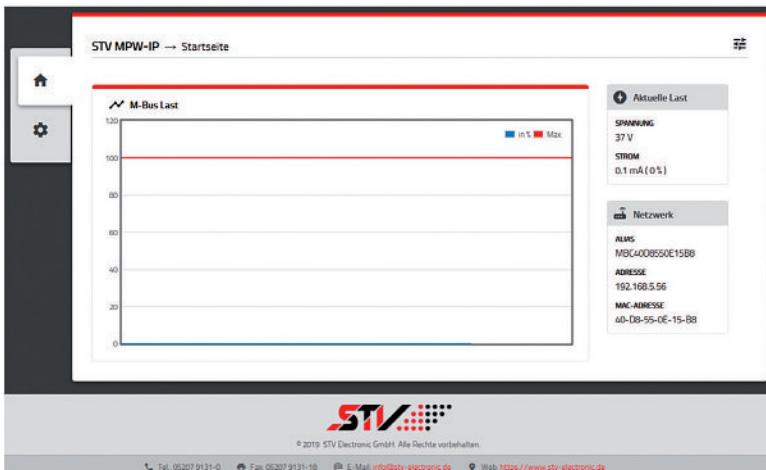 STV MPW-IP → Startseite
M-Bus Last
120
100
80
60
40
20
0
in % Max.
Aktuelle Last
SPANNUNG
37 V
STROM
0.1 mA ( 0 % )
Netzwerk
ALIAS
MBC40D8550E15B8
ADRESSE
192.168.5.56
MAC-ADRESSE
40-D8-55-0E-15-B8
STV
© 2019 STV Electronic GmbH. Alle Rechte vorbehalten.
Tel.: 05207 9131-0 Fax: 05207 9131-18 E-Mail: info@stv-electronic.de Web: https://www.stv-electronic.de